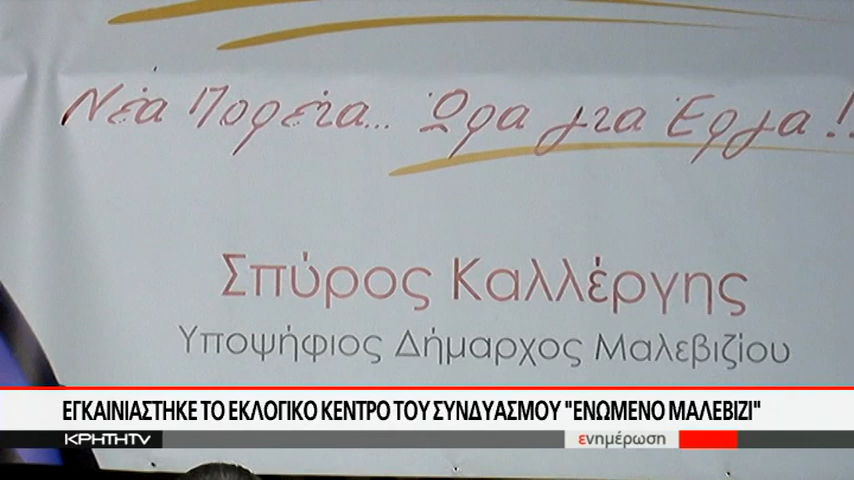 Νέα Πορεία... Ώρα για Έργα!!
Σπύρος Καλλέργης
Υποψήφιος Δήμαρχος Μαλεβιζίου
ΕΓΚΑΙΝΙΑΣΤΗΚΕ ΤΟ ΕΚΛΟΓΙΚΟ ΚΕΝΤΡΟ ΤΟΥ ΣΥΝΔΥΑΣΜΟΥ "ΕΝΩΜΕΝΟ ΜΑΛΕΒΙΖΙ"
ΚΡΗΤΗTV
ενημέρωση